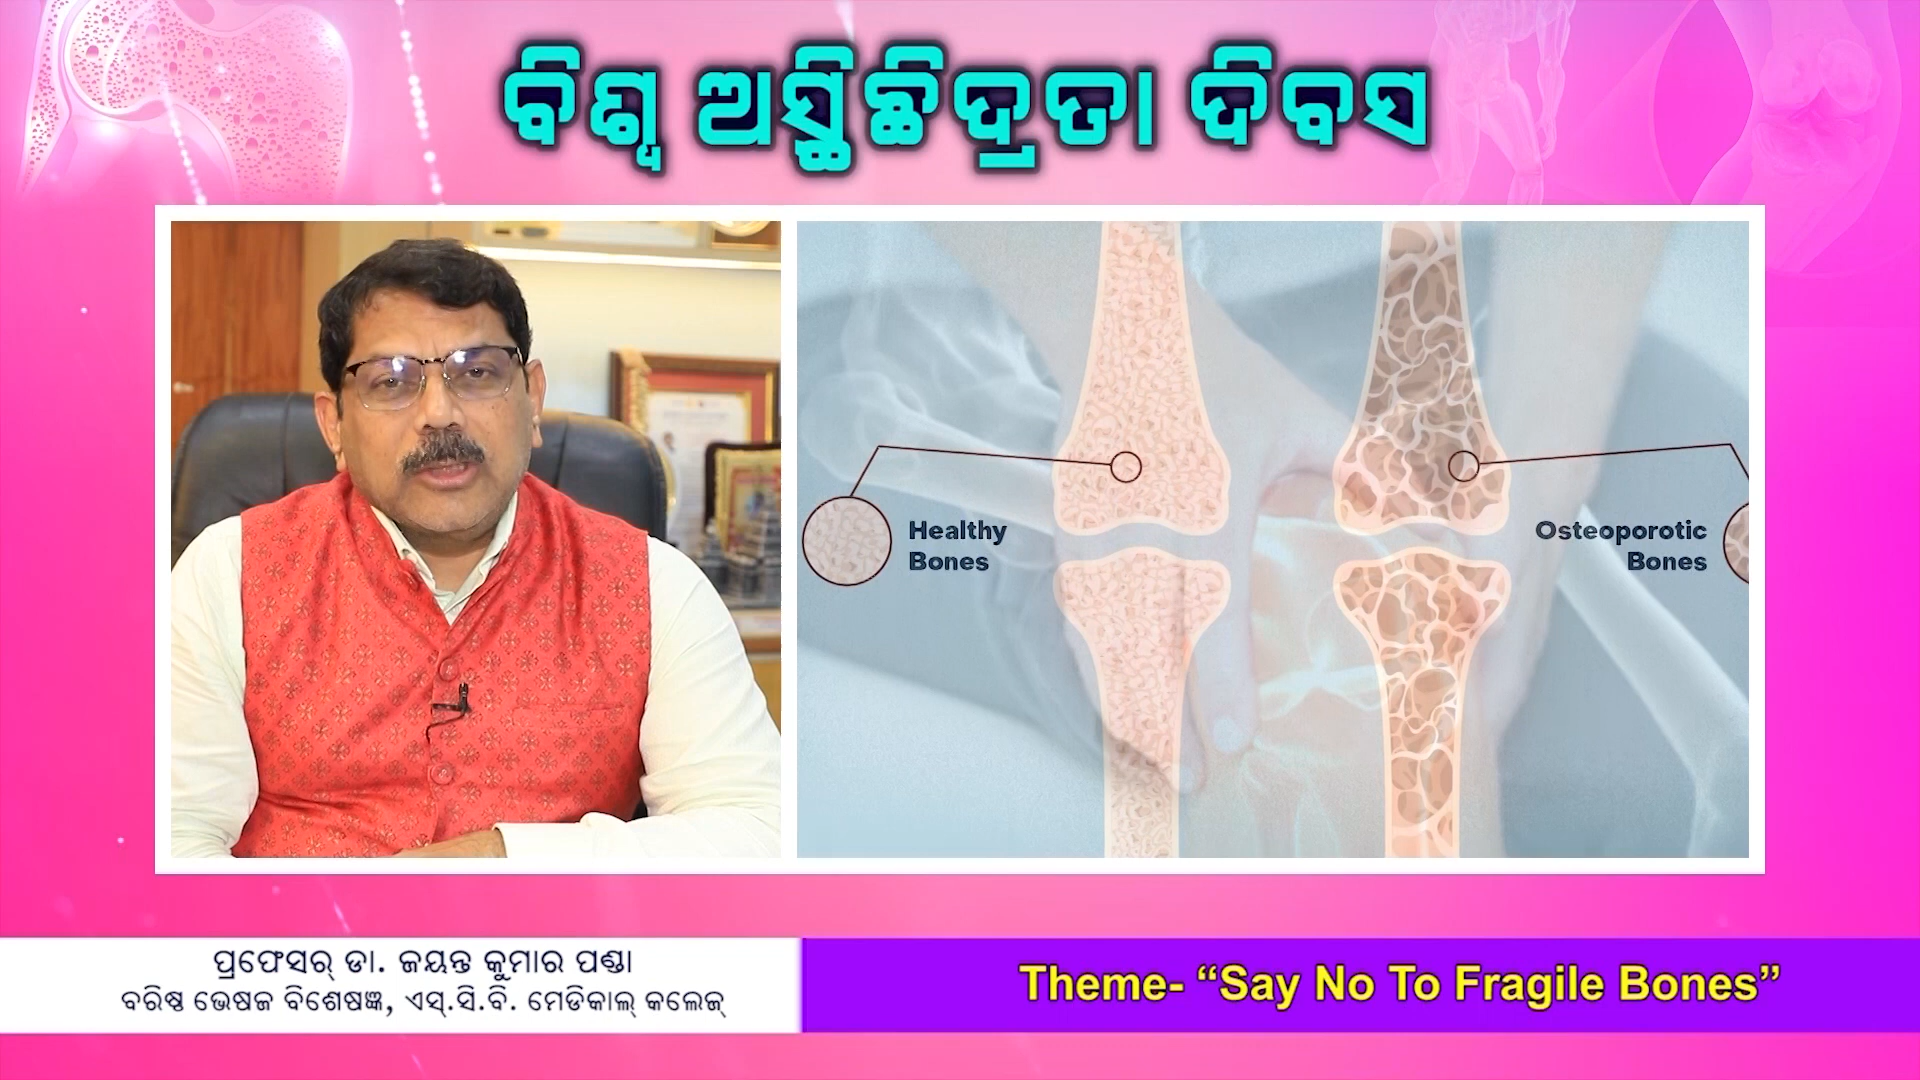 ବିଶ୍ୱ ଅସ୍ଥିଛିଦ୍ରତା ଦିବସ
Healthy
Bones
Osteoporotic
Bones
ପ୍ରଫେସର୍ ଡା. ଜୟନ୍ତ କୁମାର ପଣ୍ଡା
ବରିଷ୍ଠ ଭେଷଜ ବିଶେଷଜ୍ଞ, ଏସ୍.ସି.ବି. ମେଡିକାଲ୍ କଲେଜ୍
Theme- “Say No To Fragile Bones”